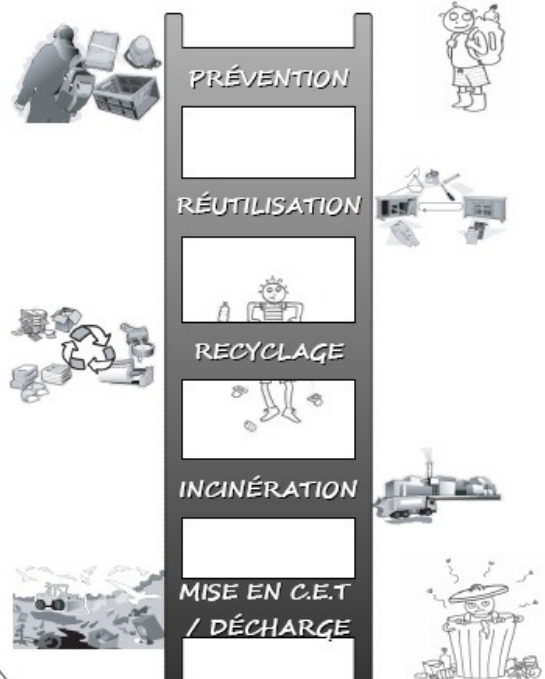 PRÉVENTION
RÉUTILISATION
RECYCLAGE
INCINÉRATION
MISE EN C.E.T
/ DÉCHARGE